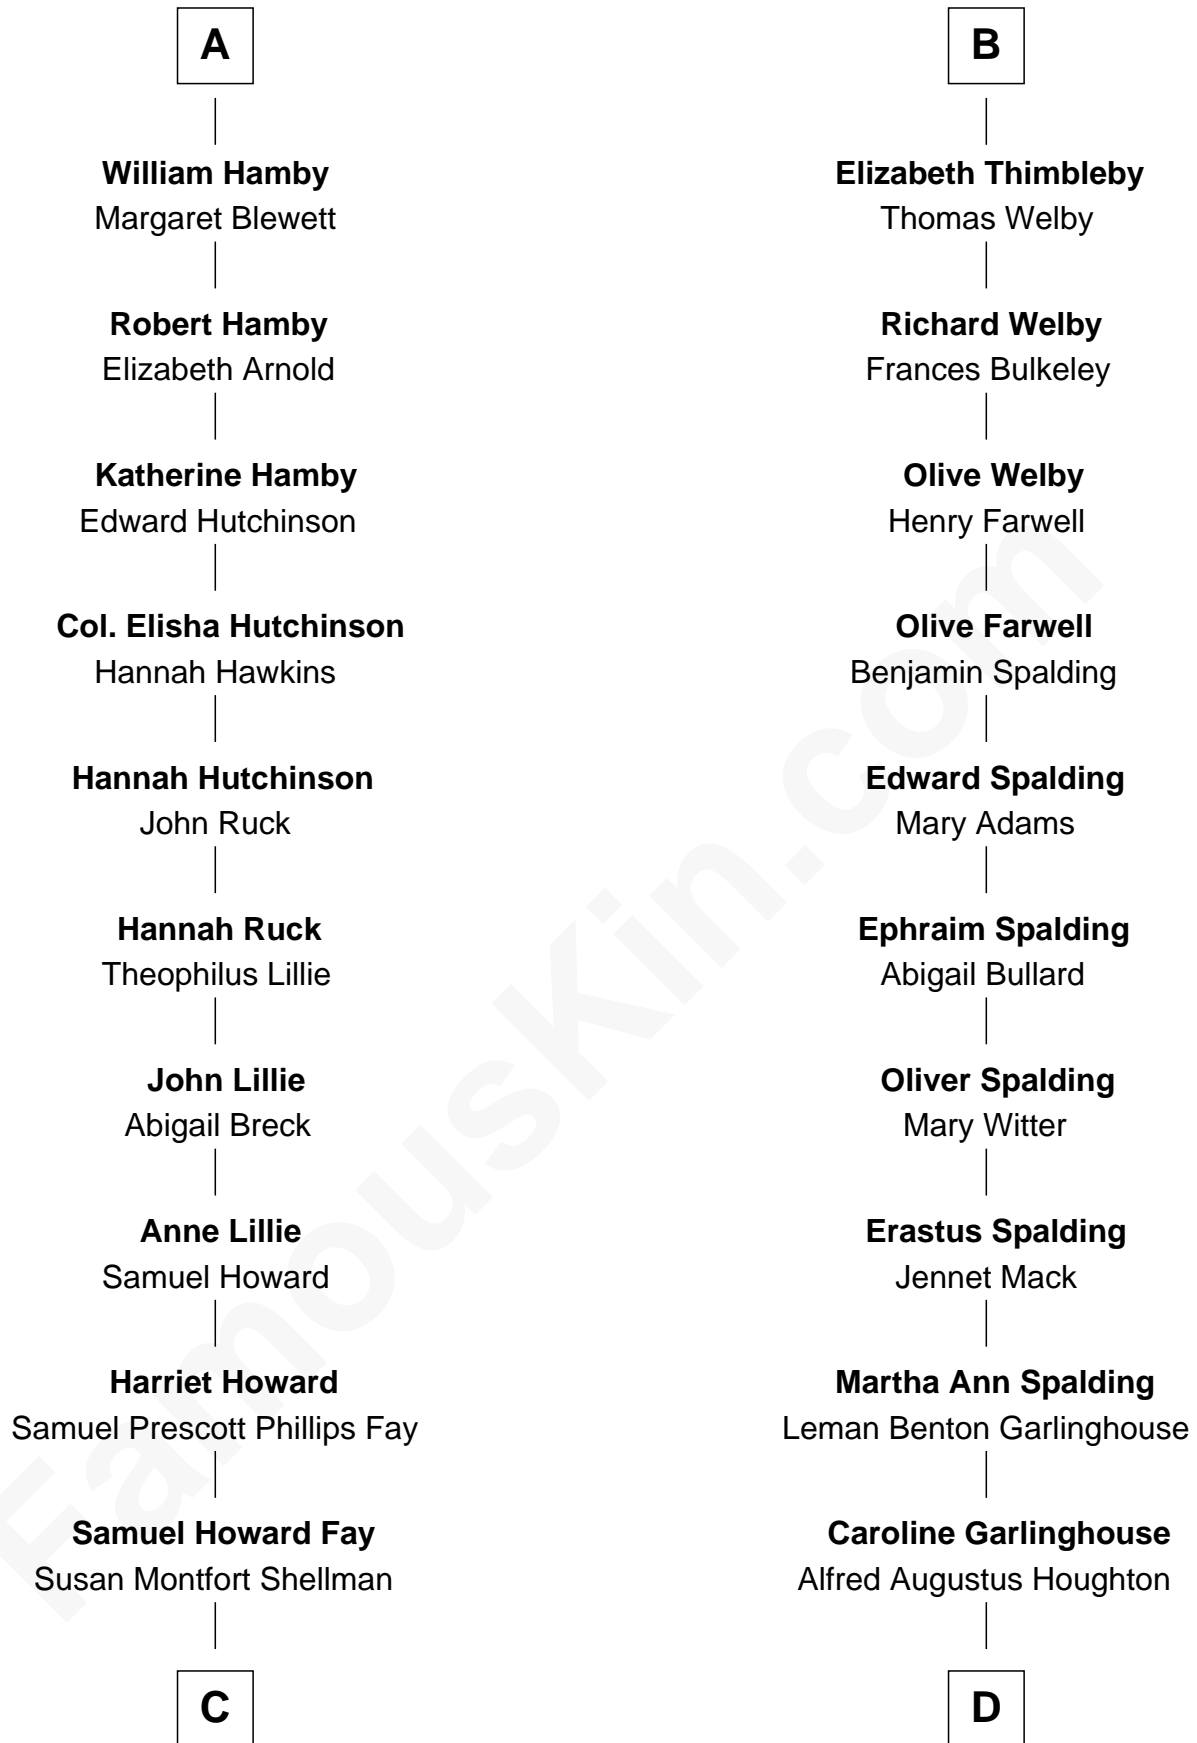 A
William Hamby
Margaret Blewett
Robert Hamby
Elizabeth Arnold
Katherine Hamby
Edward Hutchinson
Col. Elisha Hutchinson
Hannah Hawkins
Hannah Hutchinson
John Ruck
Hannah Ruck
Theophilus Lillie
John Lillie
Abigail Breck
Anne Lillie
Samuel Howard
Harriet Howard
Samuel Prescott Phillips Fay
Samuel Howard Fay
Susan Montfort Shellman
C
B
Elizabeth Thimbleby
Thomas Welby
Richard Welby
Frances Bulkeley
Olive Welby
Henry Farwell
Olive Farwell
Benjamin Spalding
Edward Spalding
Mary Adams
Ephraim Spalding
Abigail Bullard
Oliver Spalding
Mary Witter
Erastus Spalding
Jennet Mack
Martha Ann Spalding
Leman Benton Garlinghouse
Caroline Garlinghouse
Alfred Augustus Houghton
D
FamousKin.com